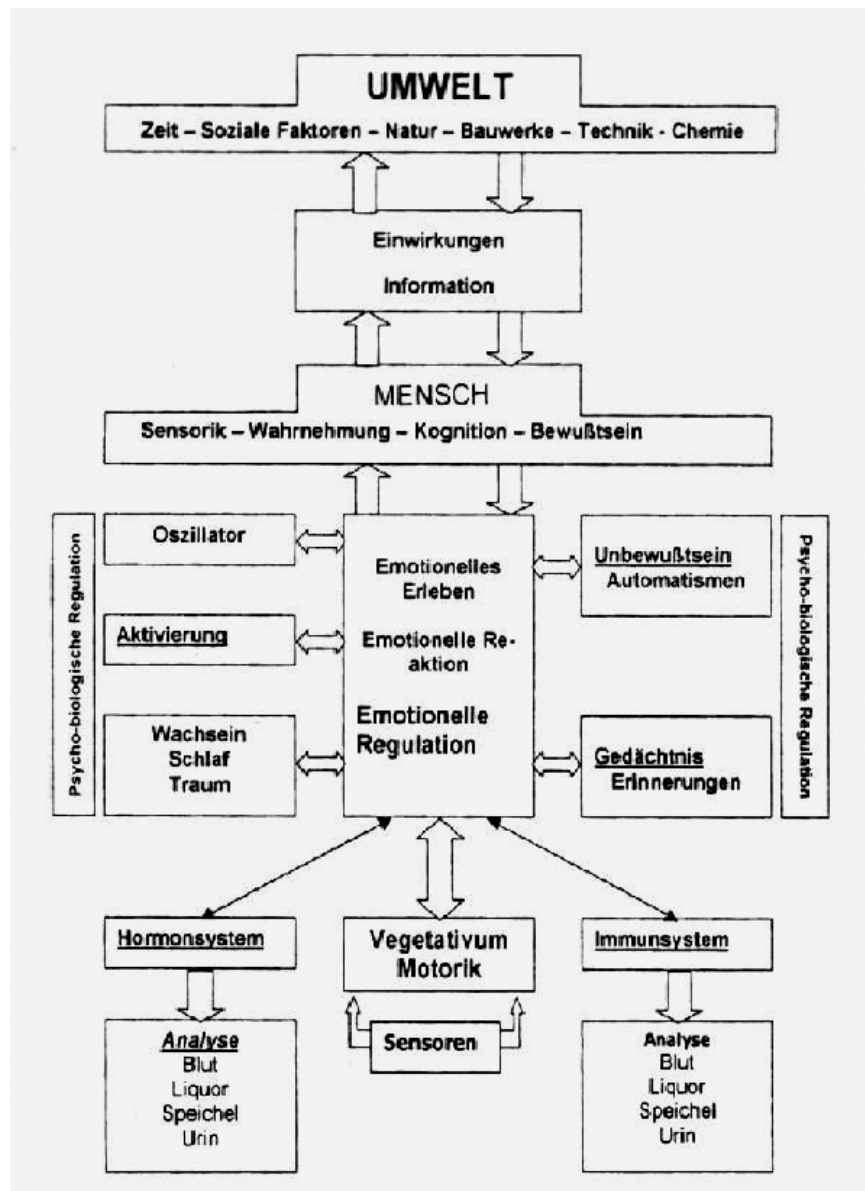 UMWELT
Zeit – Soziale Faktoren – Natur – Bauwerke – Technik - Chemie
Einwirkungen
Information
MENSCH
Sensorik – Wahrnehmung – Kognition – Bewußtsein
Psycho-biologische Regulation
Oszillator
Aktivierung
Wachsein
Schlaf
Traum
Emotionelles
Erleben
Emotionelle Re-
aktion
Emotionelle
Regulation
Unbewußtsein
Automatismen
Gedächtnis
Erinnerungen
Psycho-biologische Regulation
Hormonsystem
Vegetativum
Motorik
Immunsystem
Sensoren
Analyse
Blut
Liquor
Speichel
Urin
Analyse
Blut
Liquor
Speichel
Urin